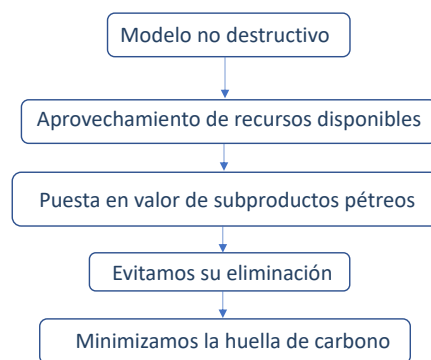 Modelo no destructivo
Aprovechamiento de recursos disponibles
Puesta en valor de subproductos pétreos
Evitamos su eliminación
Minimizamos la huella de carbono